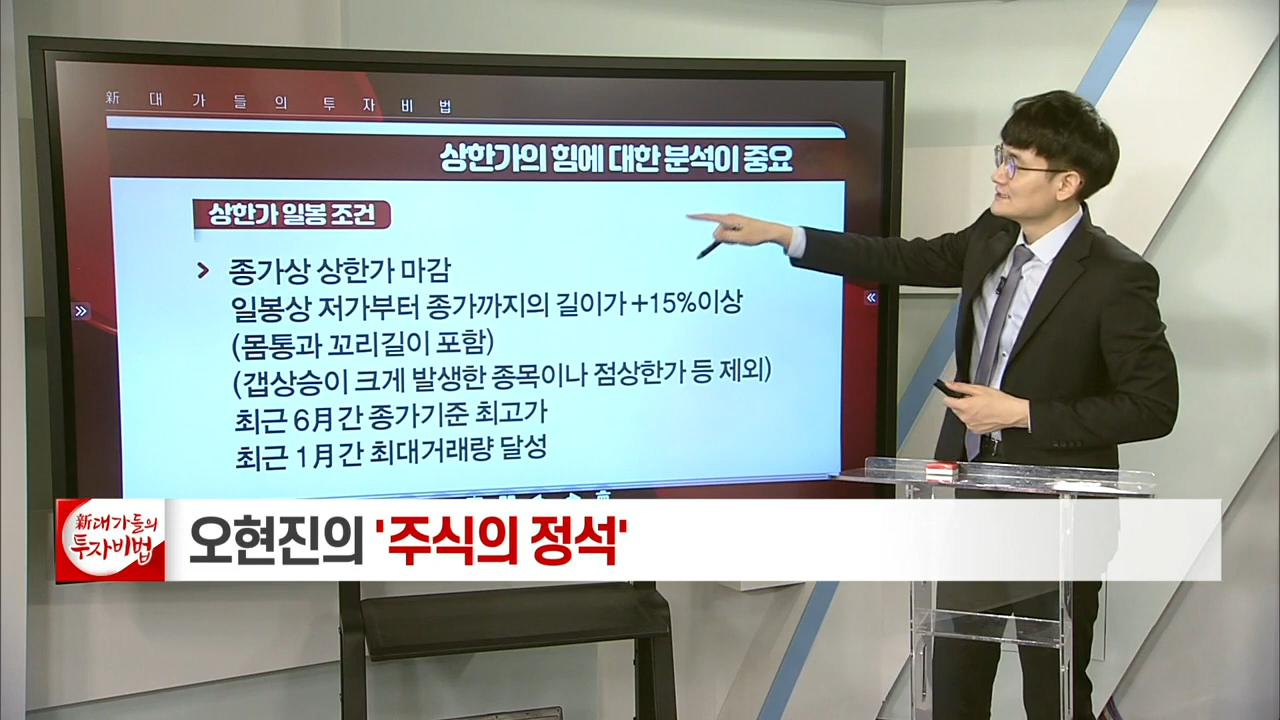 新 대 가 들 의 투 자 비 법
상한가의 힘에 대한 분석이 중요
상한가 일봉 조건
> 종가상 상한가 마감
일봉상 저가부터 종가까지의 길이가 +15%이상
(몸통과 꼬리길이 포함)
(갭상승이 크게 발생한 종목이나 점상한가 등 제외)
최근 6月간 종가기준 최고가
최근 1月간 최대거래량 달성
新대가들의
투자비법
오현진의 '주식의 정석'